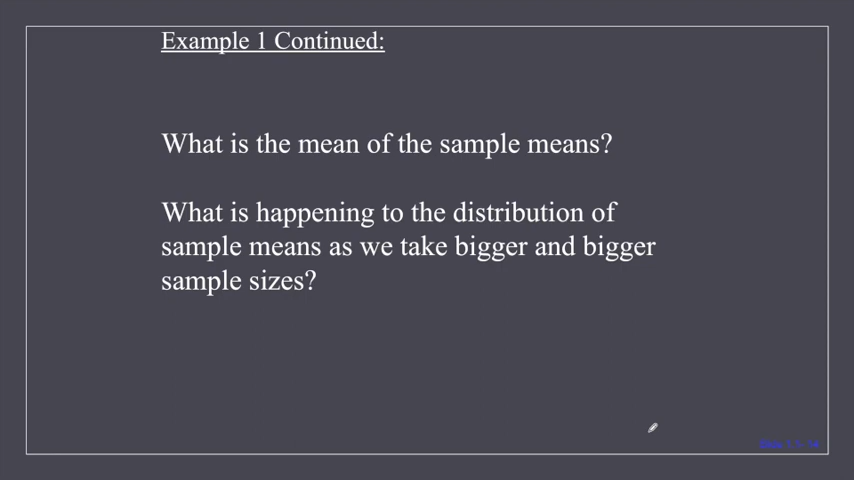 Example 1 Continued:
What is the mean of the sample means?
What is happening to the distribution of
sample means as we take bigger and bigger
sample sizes?